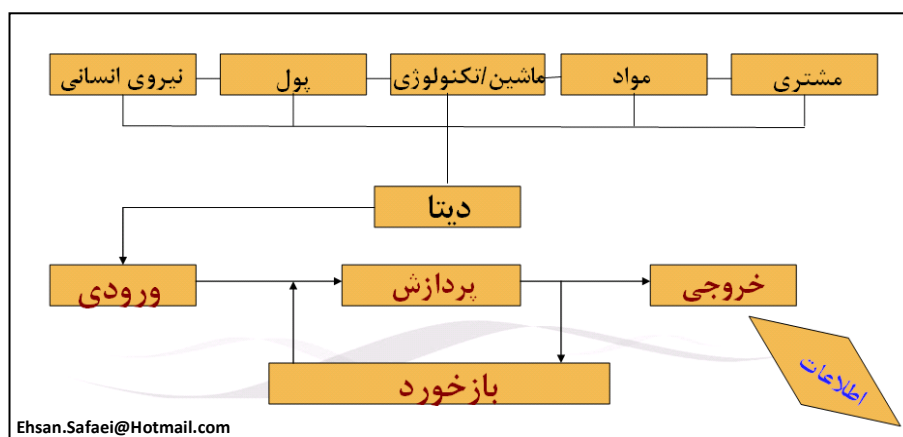 مشتری
مواد
ماشین/تکنولوژی
پول
نیروی انسانی
دیتا
ورودی
پردازش
خروجی
بازخورد
اطلاعات
Ehsan.Safaei@Hotmail.com